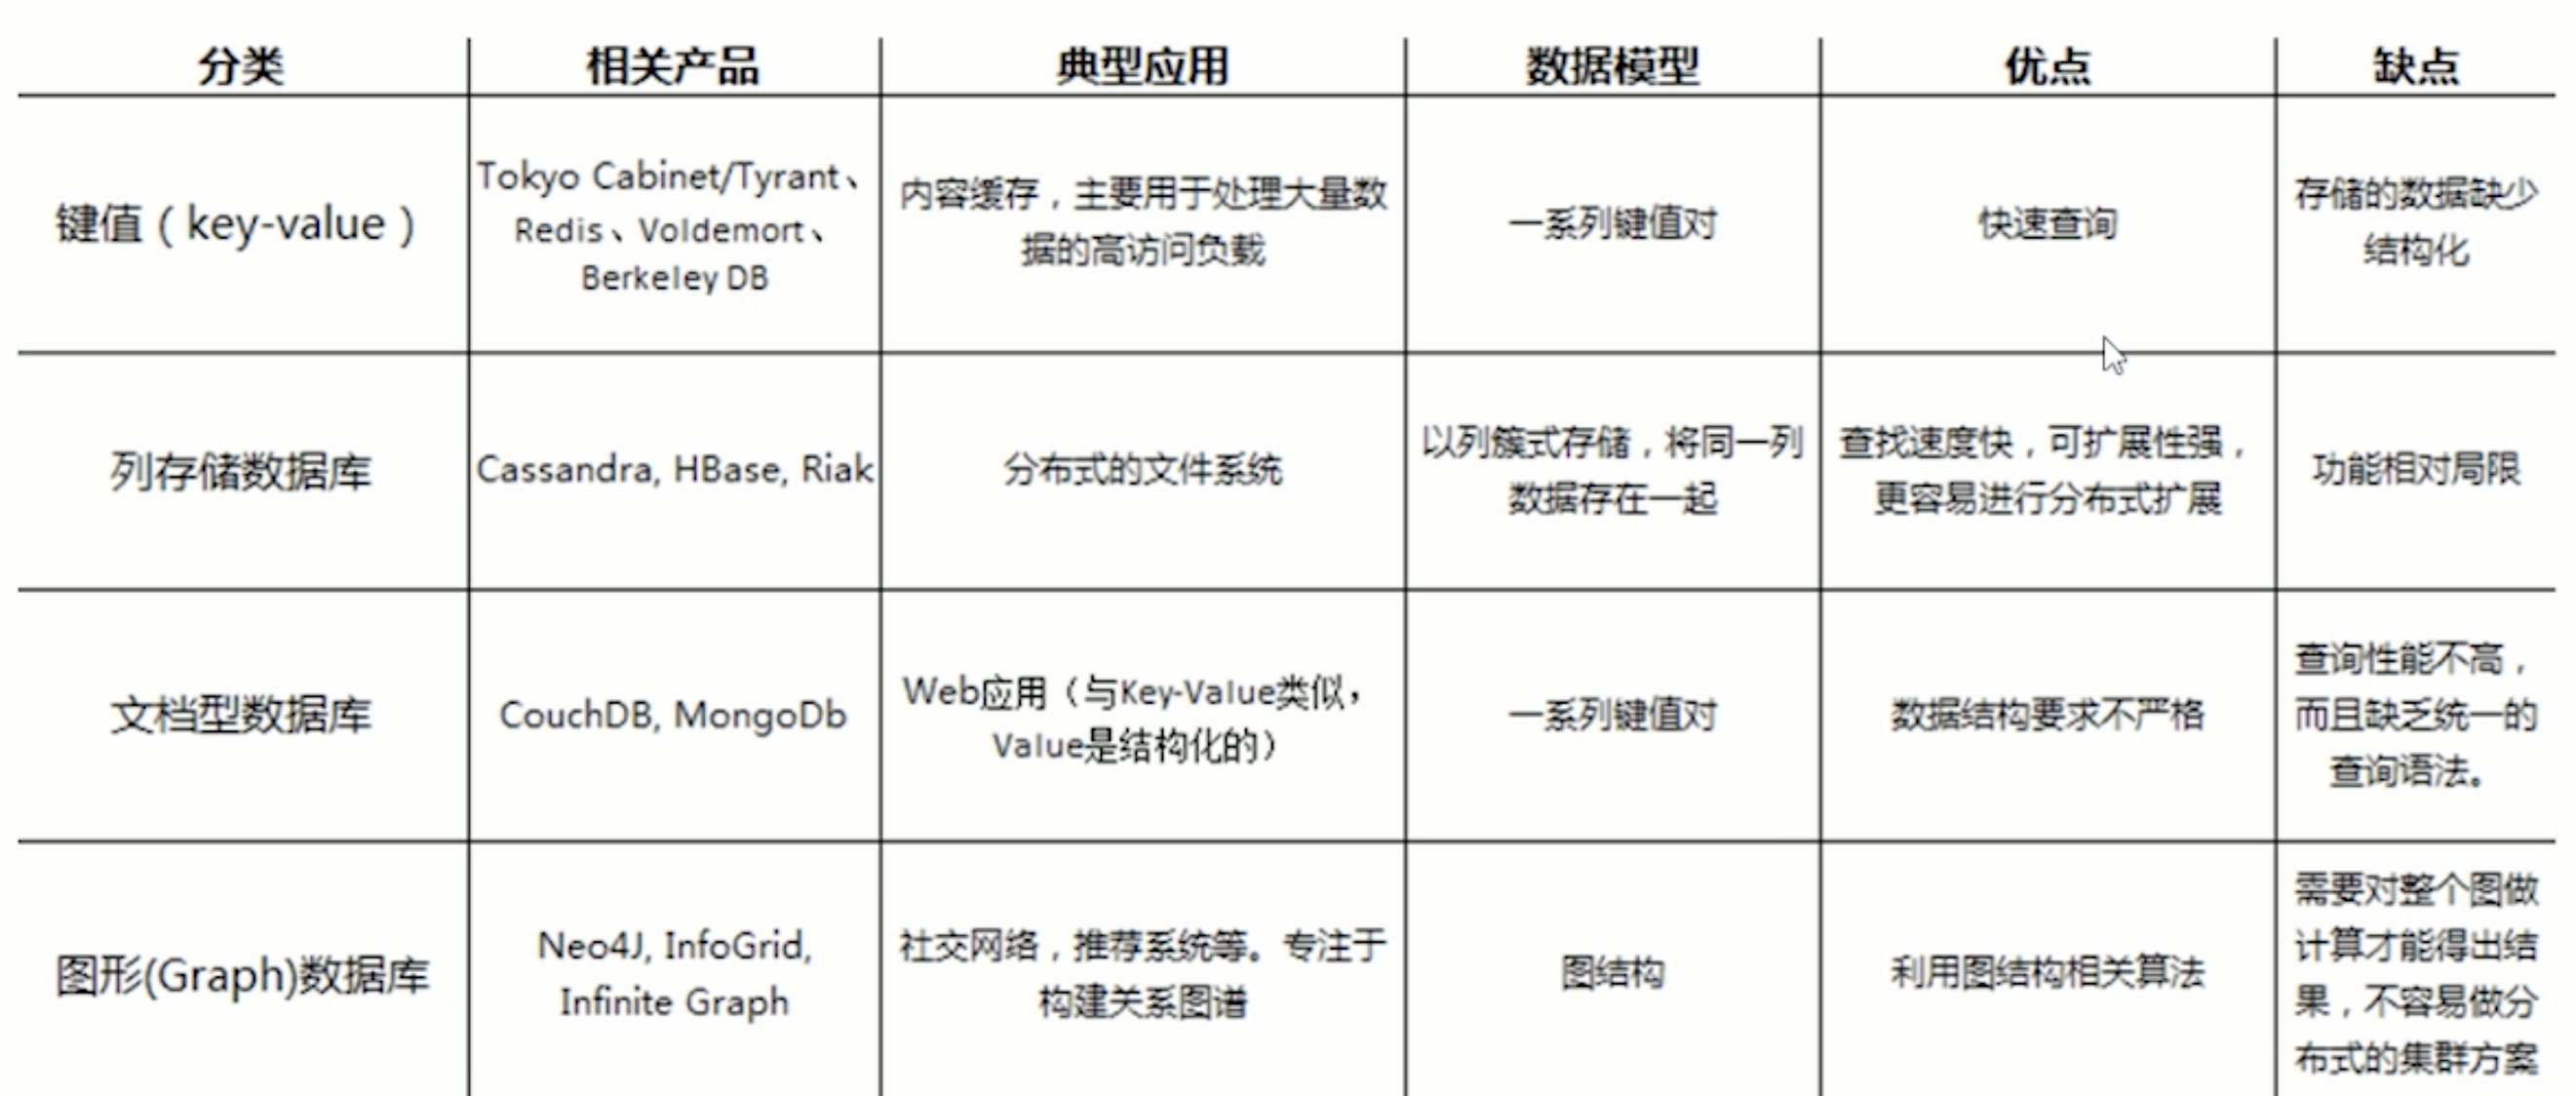 分类 相关产品 典型应用 数据模型 优点 缺点
键值（key-value）
Tokyo Cabinet/Tyrant、
Redis、Voldemort、
Berkeley DB
内容缓存，主要用于处理大量数
据的高访问负载
一系列键值对
快速查询
存储的数据缺少
结构化
列存储数据库
Cassandra, HBase, Riak
分布式的文件系统
以列簇式存储，将同一列
数据存在一起
查找速度快，可扩展性强，
更容易进行分布式扩展
功能相对局限
文档型数据库
CouchDB, MongoDb
Web应用（与Key-Value类似，
Value是结构化的）
一系列键值对
数据结构要求不严格
查询性能不高，
而且缺乏统一的
查询语法。
图形(Graph)数据库
Neo4J, InfoGrid,
Infinite Graph
社交网络，推荐系统等。专注于
构建关系图谱
图结构
利用图结构相关算法
需要对整个图做
计算才能得出结
果，不容易做分
布式的集群方案